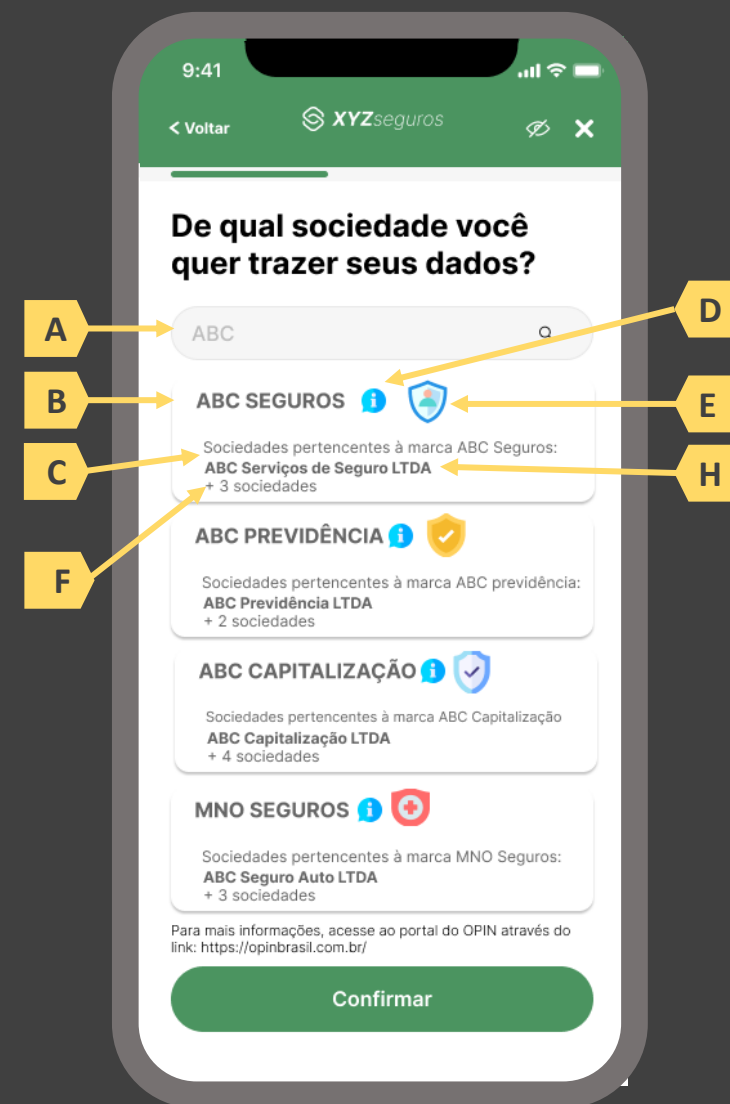 9:41
< Voltar
XYZseguros
De qual sociedade você
quer trazer seus dados?
A
ABC
D
B
ABC SEGUROS
E
C
Sociedades pertencentes à marca ABC Seguros:
ABC Serviços de Seguro LTDA
H
+ 3 sociedades
F
ABC PREVIDÊNCIA
Sociedades pertencentes à marca ABC previdência:
ABC Previdência LTDA
+ 2 sociedades
ABC CAPITALIZAÇÃO
Sociedades pertencentes à marca ABC Capitalização
ABC Capitalização LTDA
+ 4 sociedades
MNO SEGUROS
Sociedades pertencentes à marca MNO Seguros:
ABC Seguro Auto LTDA
+ 3 sociedades
Para mais informações, acesse ao portal do OPIN através do
link: https://opinbrasil.com.br/
Confirmar